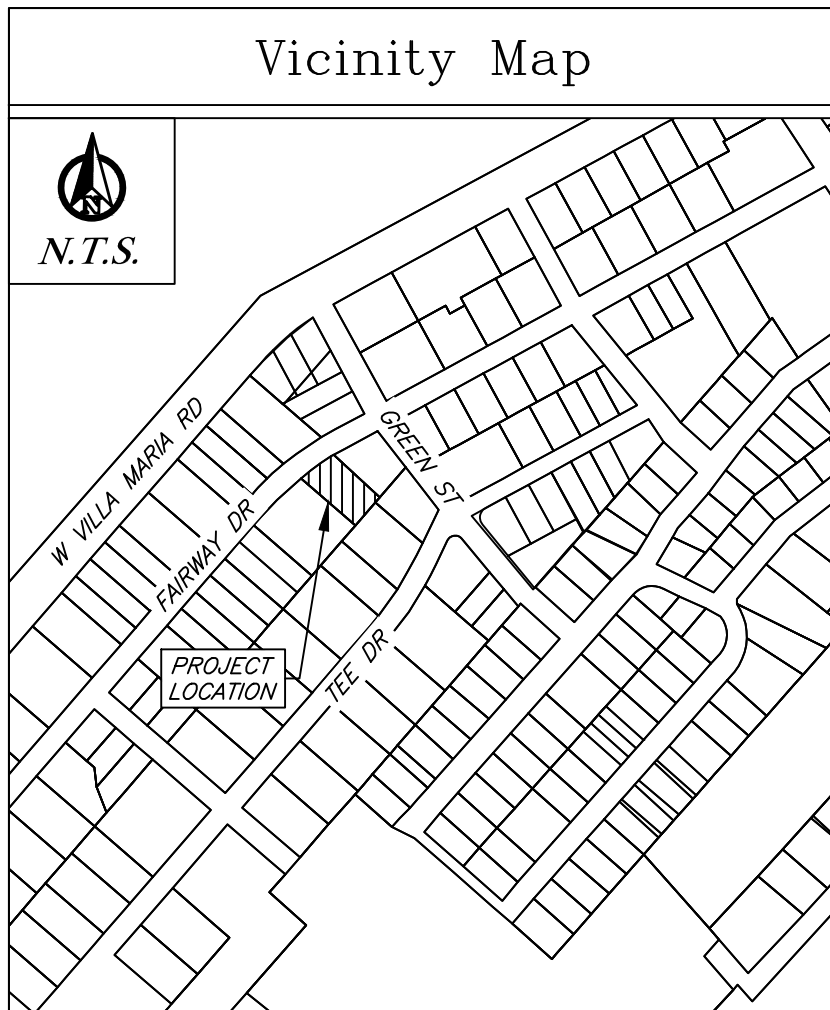 Vicinity Map
N
N.T.S.
W VILLA MARIA RD
FAIRWAY DR
GREEN ST
TEE DR
PROJECT
LOCATION